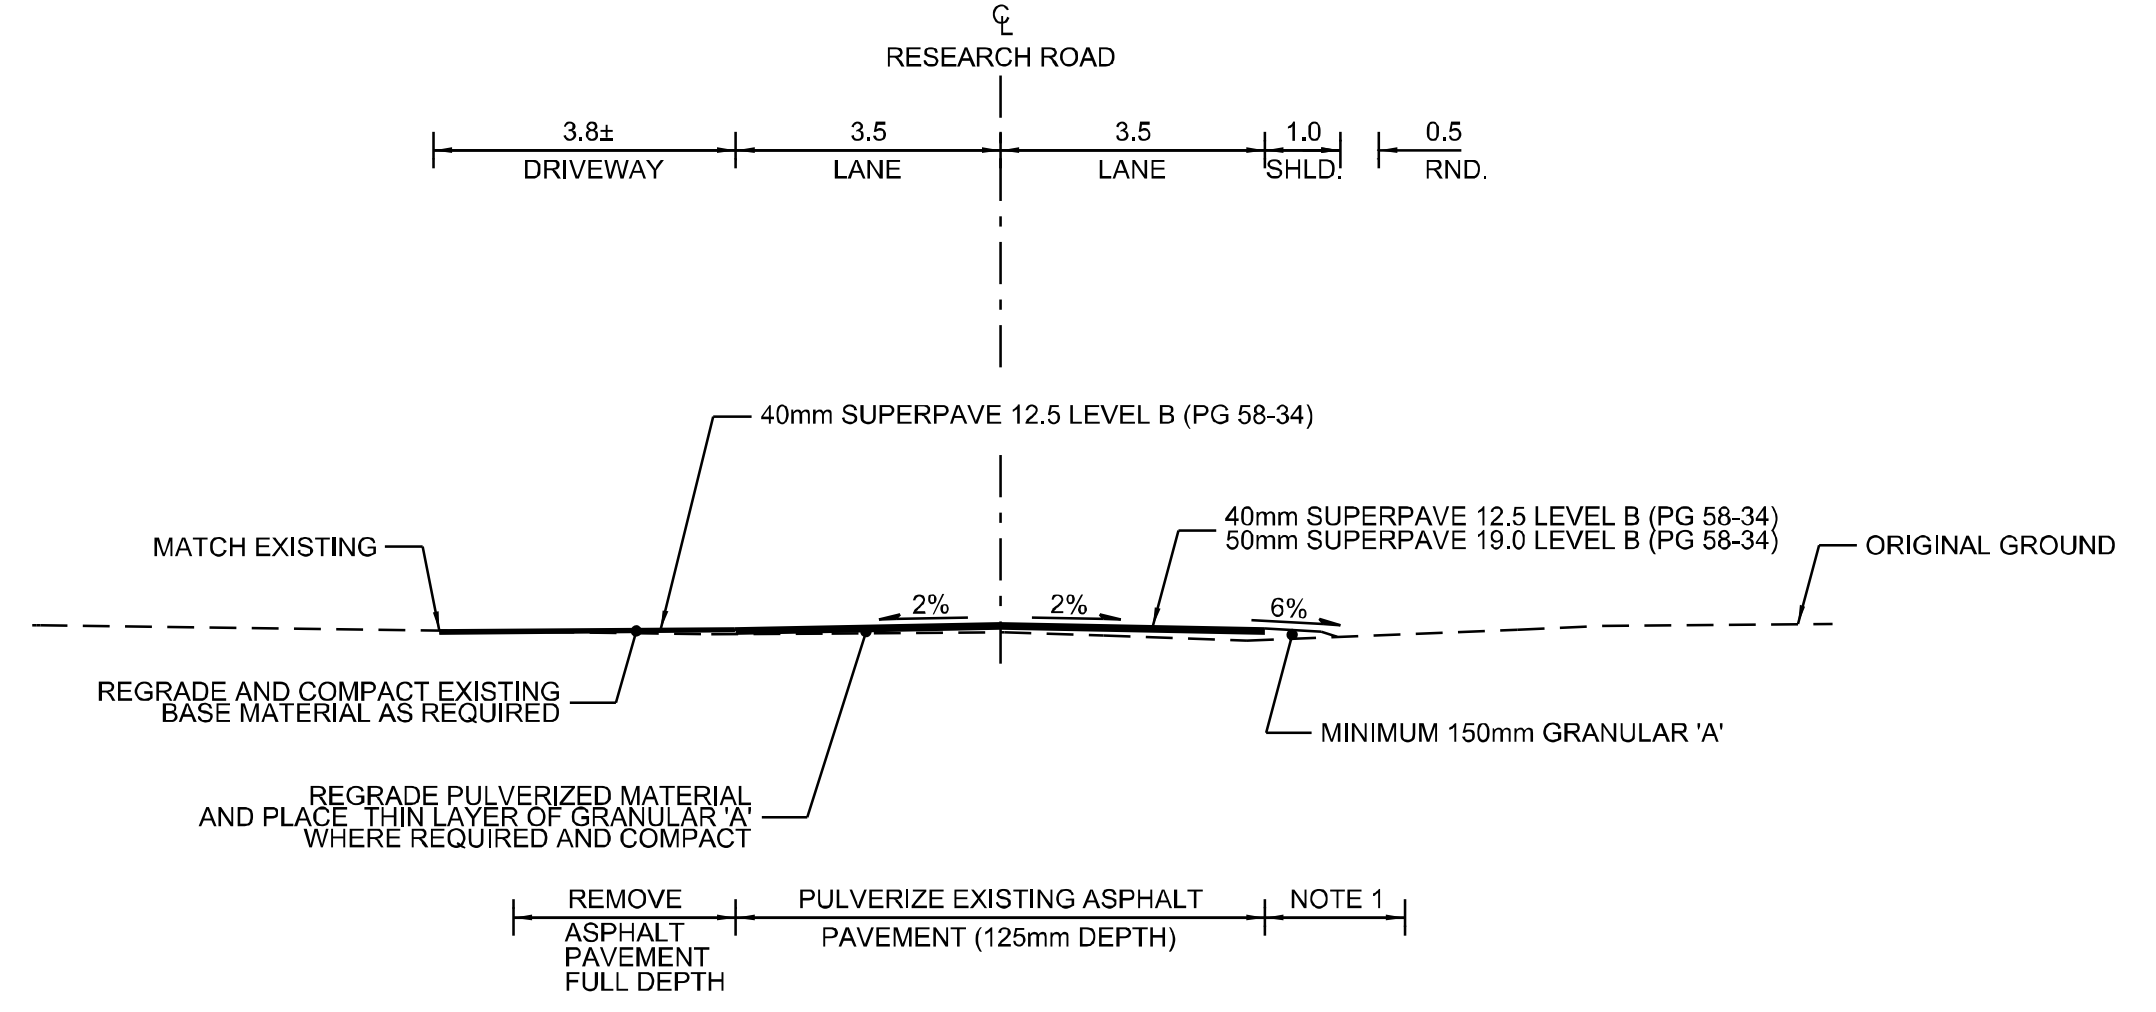 ℄
RESEARCH ROAD
3.8± 3.5 3.5 1.0 0.5
DRIVEWAY LANE LANE SHLD. RND.
40mm SUPERPAVE 12.5 LEVEL B (PG 58-34)
40mm SUPERPAVE 12.5 LEVEL B (PG 58-34)
50mm SUPERPAVE 19.0 LEVEL B (PG 58-34)
MATCH EXISTING
ORIGINAL GROUND
2% 2% 6%
REGRADE AND COMPACT EXISTING
BASE MATERIAL AS REQUIRED
MINIMUM 150mm GRANULAR 'A'
REGRADE PULVERIZED MATERIAL
AND PLACE THIN LAYER OF GRANULAR 'A'
WHERE REQUIRED AND COMPACT
REMOVE
ASPHALT
PAVEMENT
FULL DEPTH
PULVERIZE EXISTING ASPHALT
PAVEMENT (125mm DEPTH)
NOTE 1